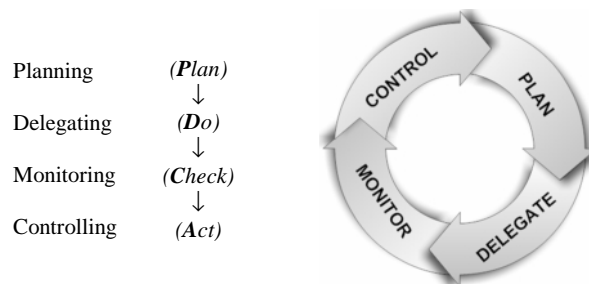 Planning (Plan)
↓
Delegating (Do)
↓
Monitoring (Check)
↓
Controlling (Act)
CONTROL
PLAN
MONITOR
DELEGATE